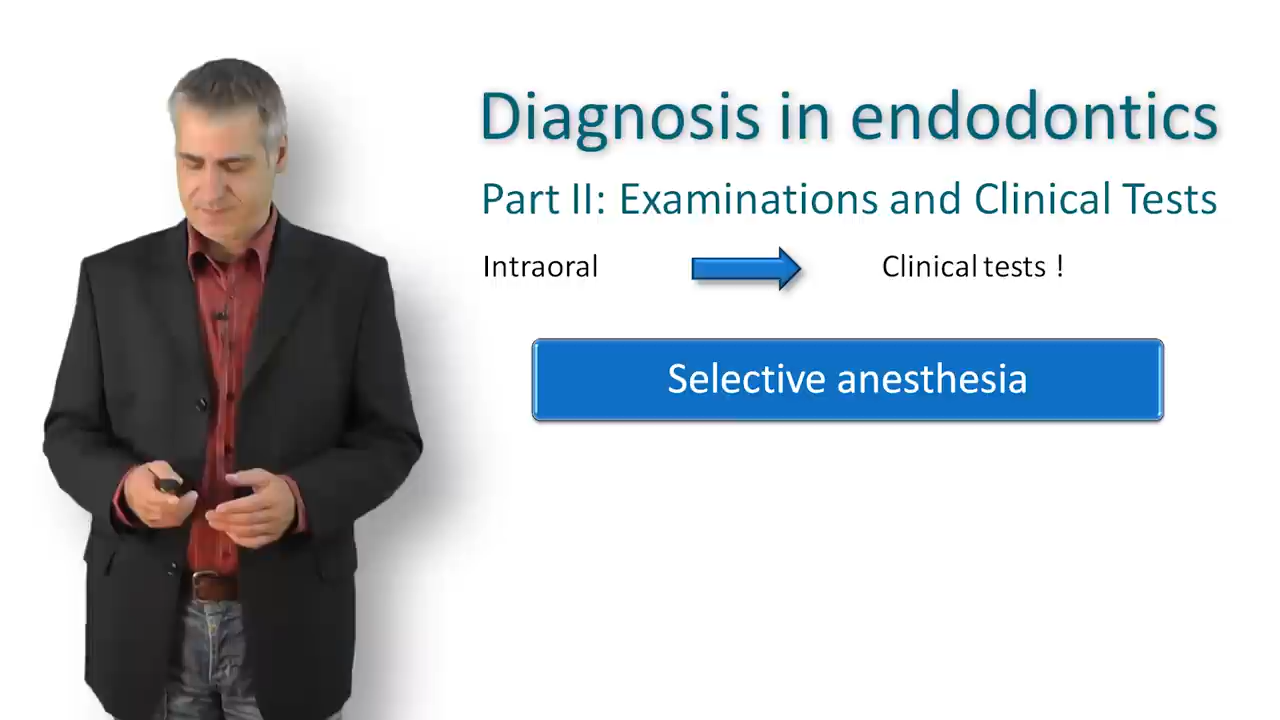 Diagnosis in endodontics
Part II: Examinations and Clinical Tests
Intraoral Clinical tests !
Selective anesthesia